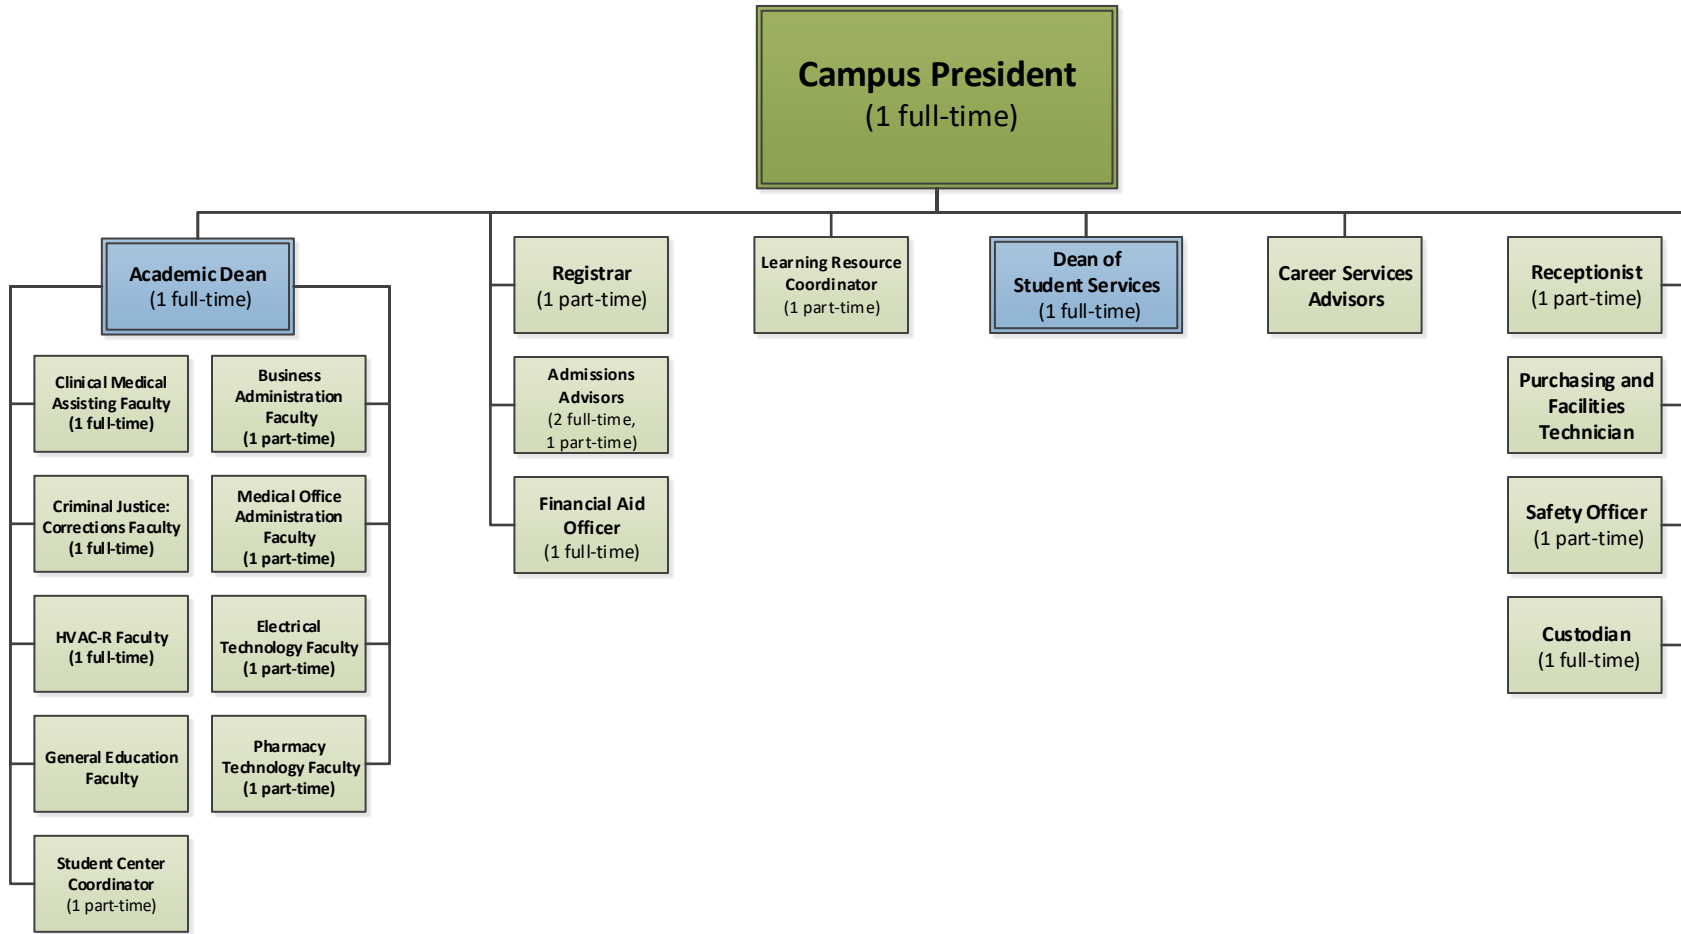 Campus President
(1 full-time)
Academic Dean
(1 full-time)
Clinical Medical
Assisting Faculty
(1 full-time)
Criminal Justice:
Corrections Faculty
(1 full-time)
HVAC-R Faculty
(1 full-time)
General Education
Faculty
Student Center
Coordinator
(1 part-time)
Business
Administration
Faculty
(1 part-time)
Medical Office
Administration
Faculty
(1 part-time)
Electrical
Technology Faculty
(1 part-time)
Pharmacy
Technology Faculty
(1 part-time)
Registrar
(1 part-time)
Admissions
Advisors
(2 full-time,
1 part-time)
Financial Aid
Officer
(1 full-time)
Learning Resource
Coordinator
(1 part-time)
Dean of
Student Services
(1 full-time)
Career Services
Advisors
Receptionist
(1 part-time)
Purchasing and
Facilities
Technician
Safety Officer
(1 part-time)
Custodian
(1 full-time)